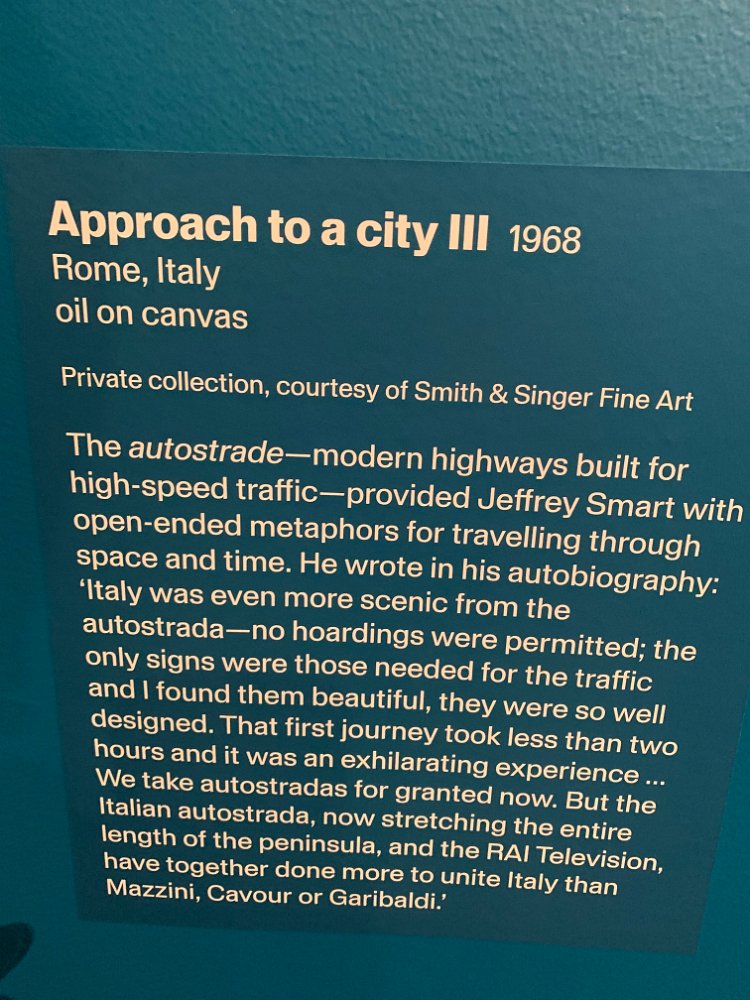 Approach to a city III 1968
Rome, Italy
oil on canvas
Private collection, courtesy of Smith & Singer Fine Art
The autostrade—modern highways built for
high-speed traffic—provided Jeffrey Smart with
open-ended metaphors for travelling through
space and time. He wrote in his autobiography:
‘Italy was even more scenic from the
autostrada—no hoardings were permitted; the
only signs were those needed for the traffic
and I found them beautiful, they were so well
designed. That first journey took less than two
hours and it was an exhilarating experience ...
We take autostradas for granted now. But the
Italian autostrada, now stretching the entire
length of the peninsula, and the RAI Television,
have together done more to unite Italy than
Mazzini, Cavour or Garibaldi.’